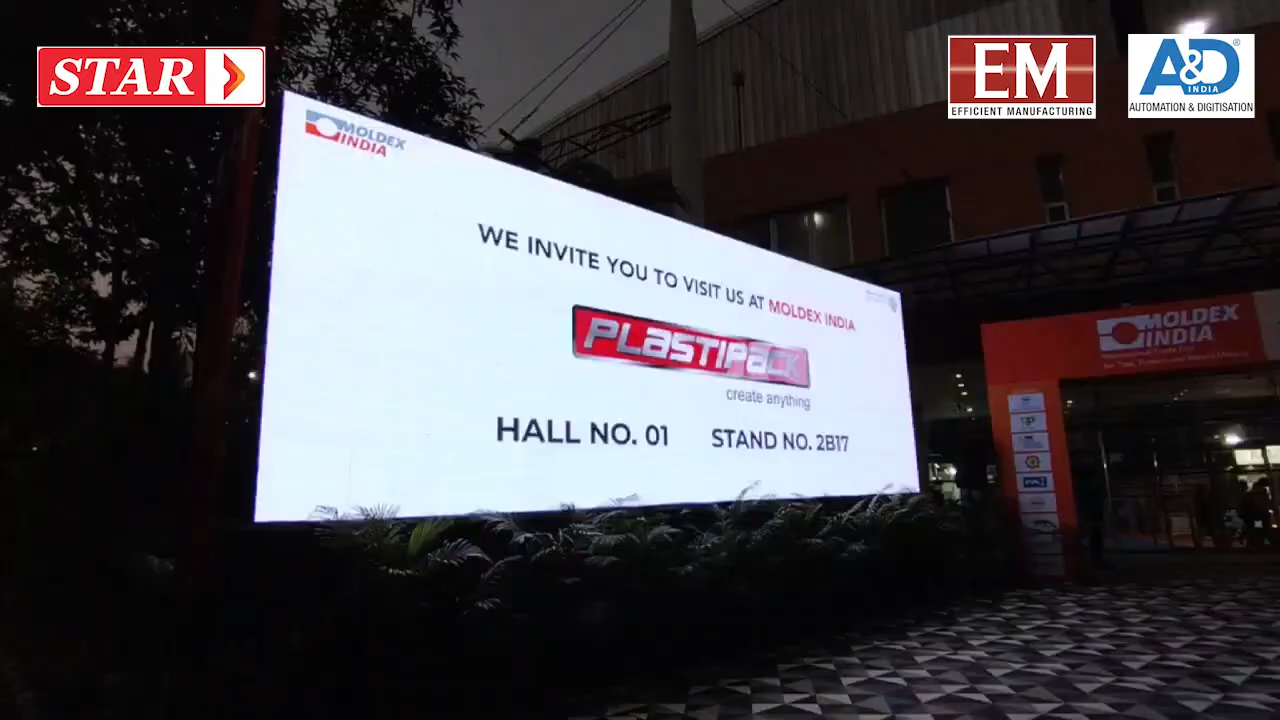 STAR
EM
EFFICIENT MANUFACTURING
A&D®
INDIA
AUTOMATION & DIGITISATION
MOLDEX
INDIA
WE INVITE YOU TO VISIT US AT MOLDEX INDIA
PLASTIPACK
create anything
HALL NO. 01 STAND NO. 2B17
MOLDEX
INDIA